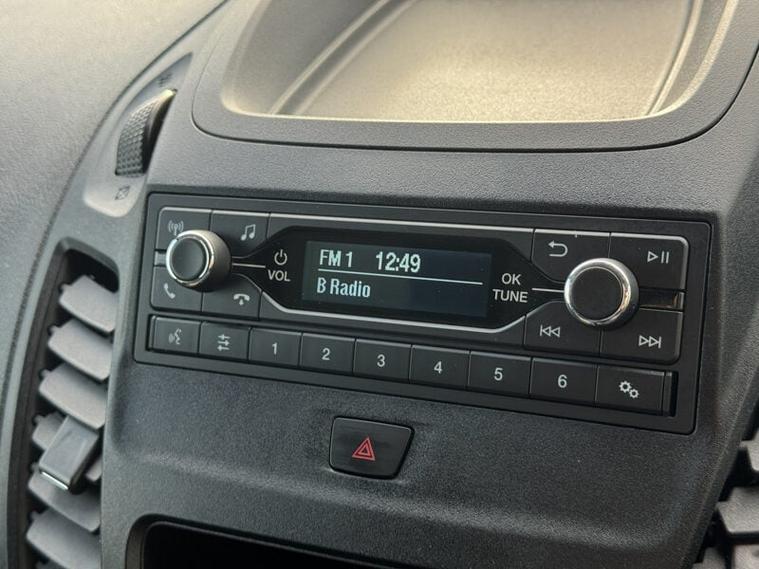 FM 1 12:49
B Radio
VOL
OK
TUNE
1 2 3 4 5 6